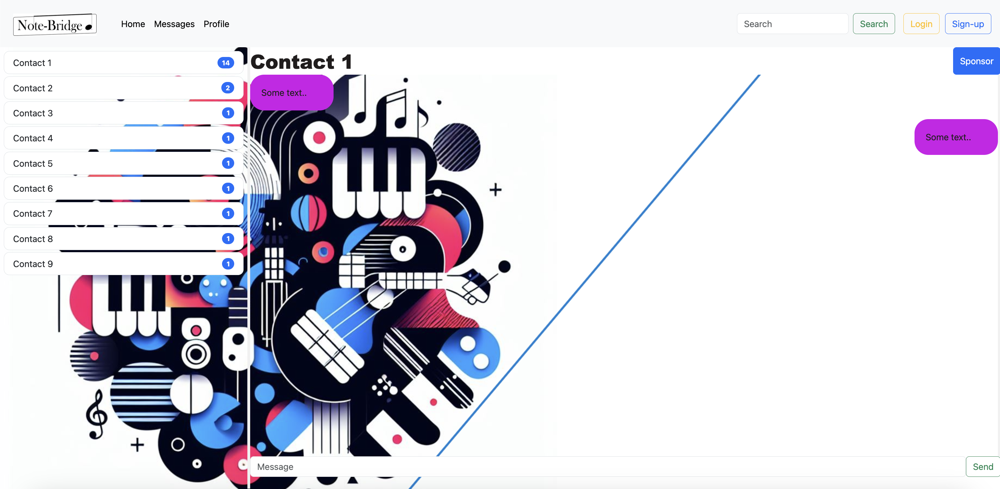 Note-Bridge
Home Messages Profile
Search Search Login Sign-up
Contact 1 14
Contact 2 2
Contact 3 1
Contact 4 1
Contact 5 1
Contact 6 1
Contact 7 1
Contact 8 1
Contact 9 1
Contact 1
Sponsor
Some text..
Some text..
Message
Send